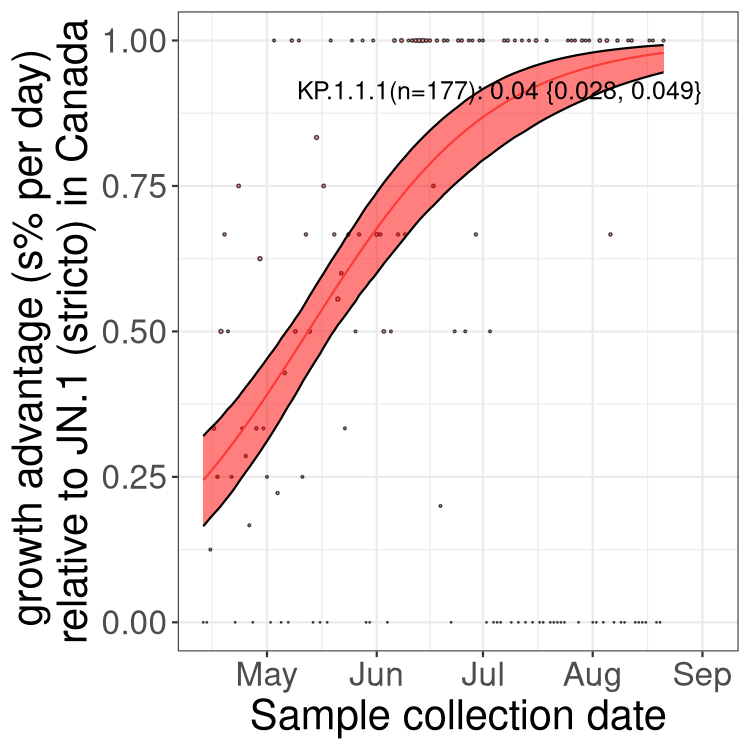 growth advantage (s% per day)
relative to JN.1 (stricto) in Canada
1.00
0.75
0.50
0.25
0.00
KP.1.1.1(n=177): 0.04 {0.028, 0.049}
May Jun Jul Aug Sep
Sample collection date